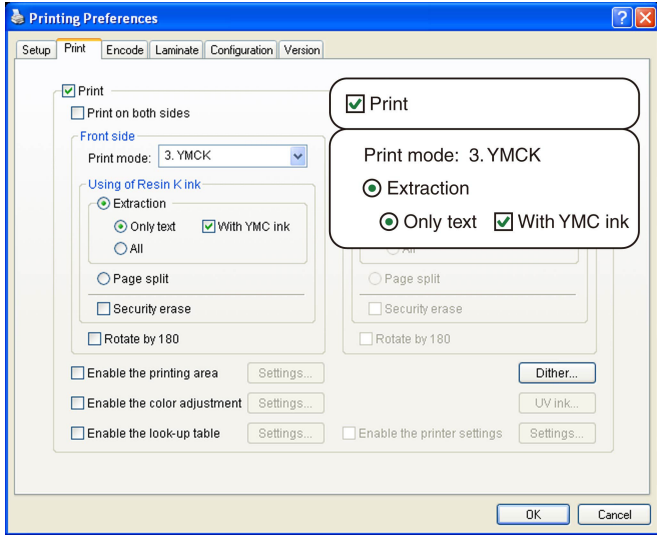 Printing Preferences
Setup Print Encode Laminate Configuration Version
Print
Print on both sides
Front side
Print mode: 3. YMCK
Using of Resin K ink
Extraction
Only text With YMC ink
All
Page split
Security erase
Rotate by 180
Print
Print mode: 3. YMCK
Extraction
Only text With YMC ink
All
Page split
Security erase
Rotate by 180
Enable the printing area Settings... Dither...
Enable the color adjustment Settings... UV ink...
Enable the look-up table Settings... Enable the printer settings Settings...
OK Cancel